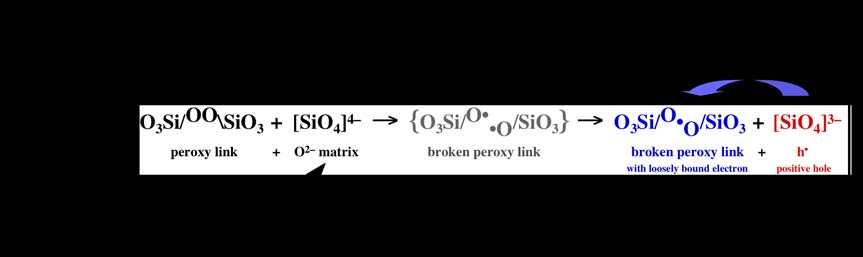 O₃Si/OO\SiO₃ + [SiO₄]⁴⁻ → {O₃Si/O• •O/SiO₃} → O₃Si/O•O/SiO₃ + [SiO₄]³⁻
peroxy link + O²⁻ matrix broken peroxy link broken peroxy link + h•
with loosely bound electron positive hole